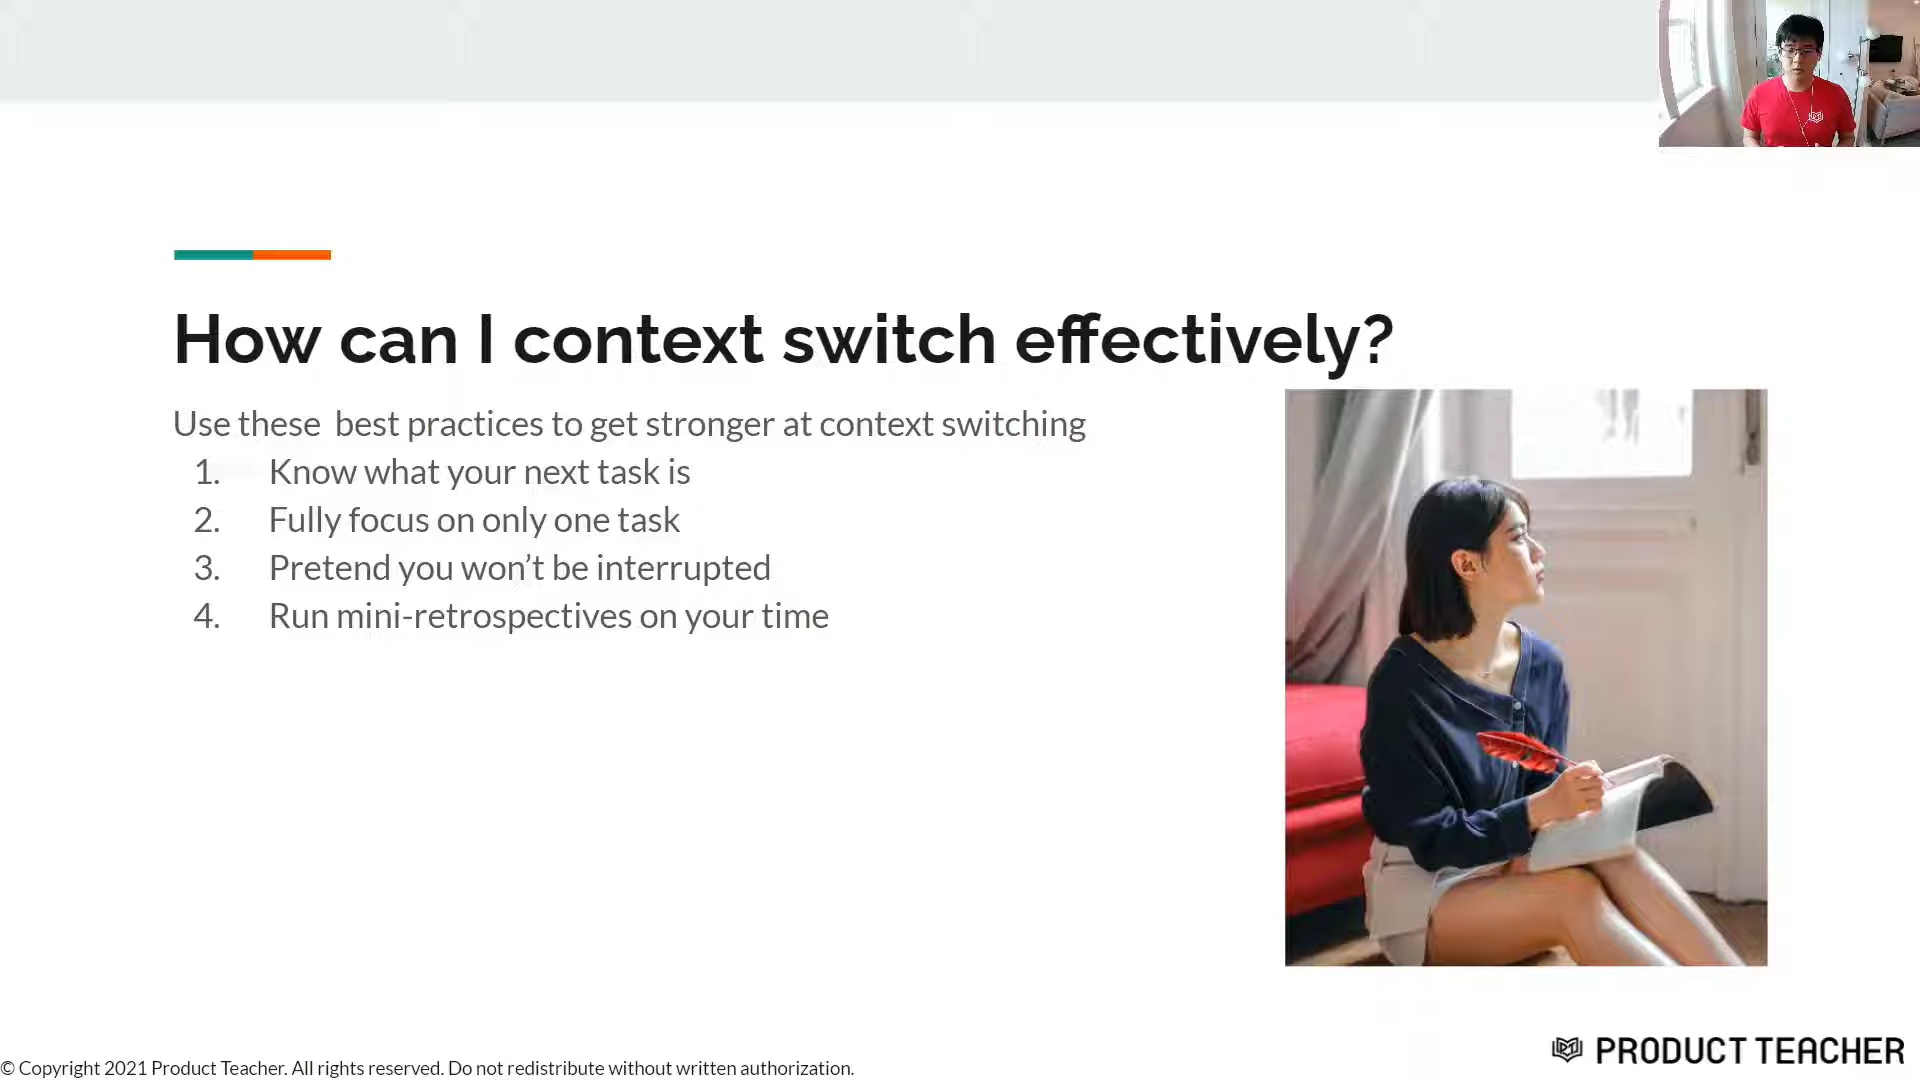 How can I context switch effectively?
Use these  best practices to get stronger at context switching
1. Know what your next task is
2. Fully focus on only one task
3. Pretend you won’t be interrupted
4. Run mini-retrospectives on your time
PRODUCT TEACHER
© Copyright 2021 Product Teacher. All rights reserved. Do not redistribute without written authorization.